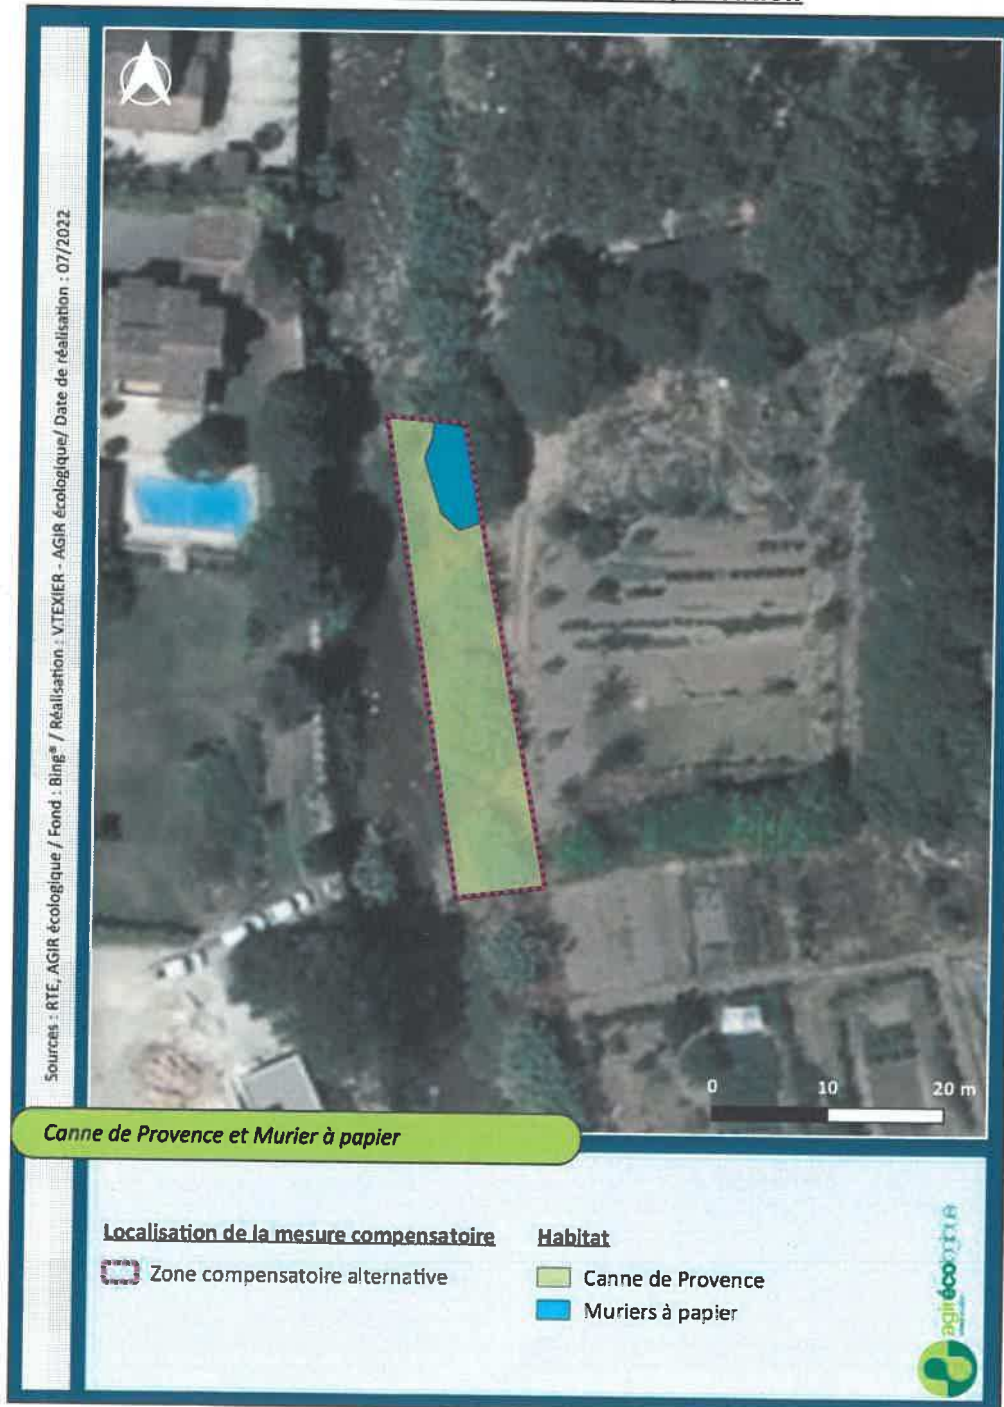 Sources : RTE, AGIR écologique / Fond : Bing® / Réalisation : V.TEXIER - AGIR écologique/ Date de réalisation : 07/2022
0 10 20 m
Canne de Provence et Murier à papier
Localisation de la mesure compensatoire
Zone compensatoire alternative
Habitat
Canne de Provence
Muriers à papier
agirécologique